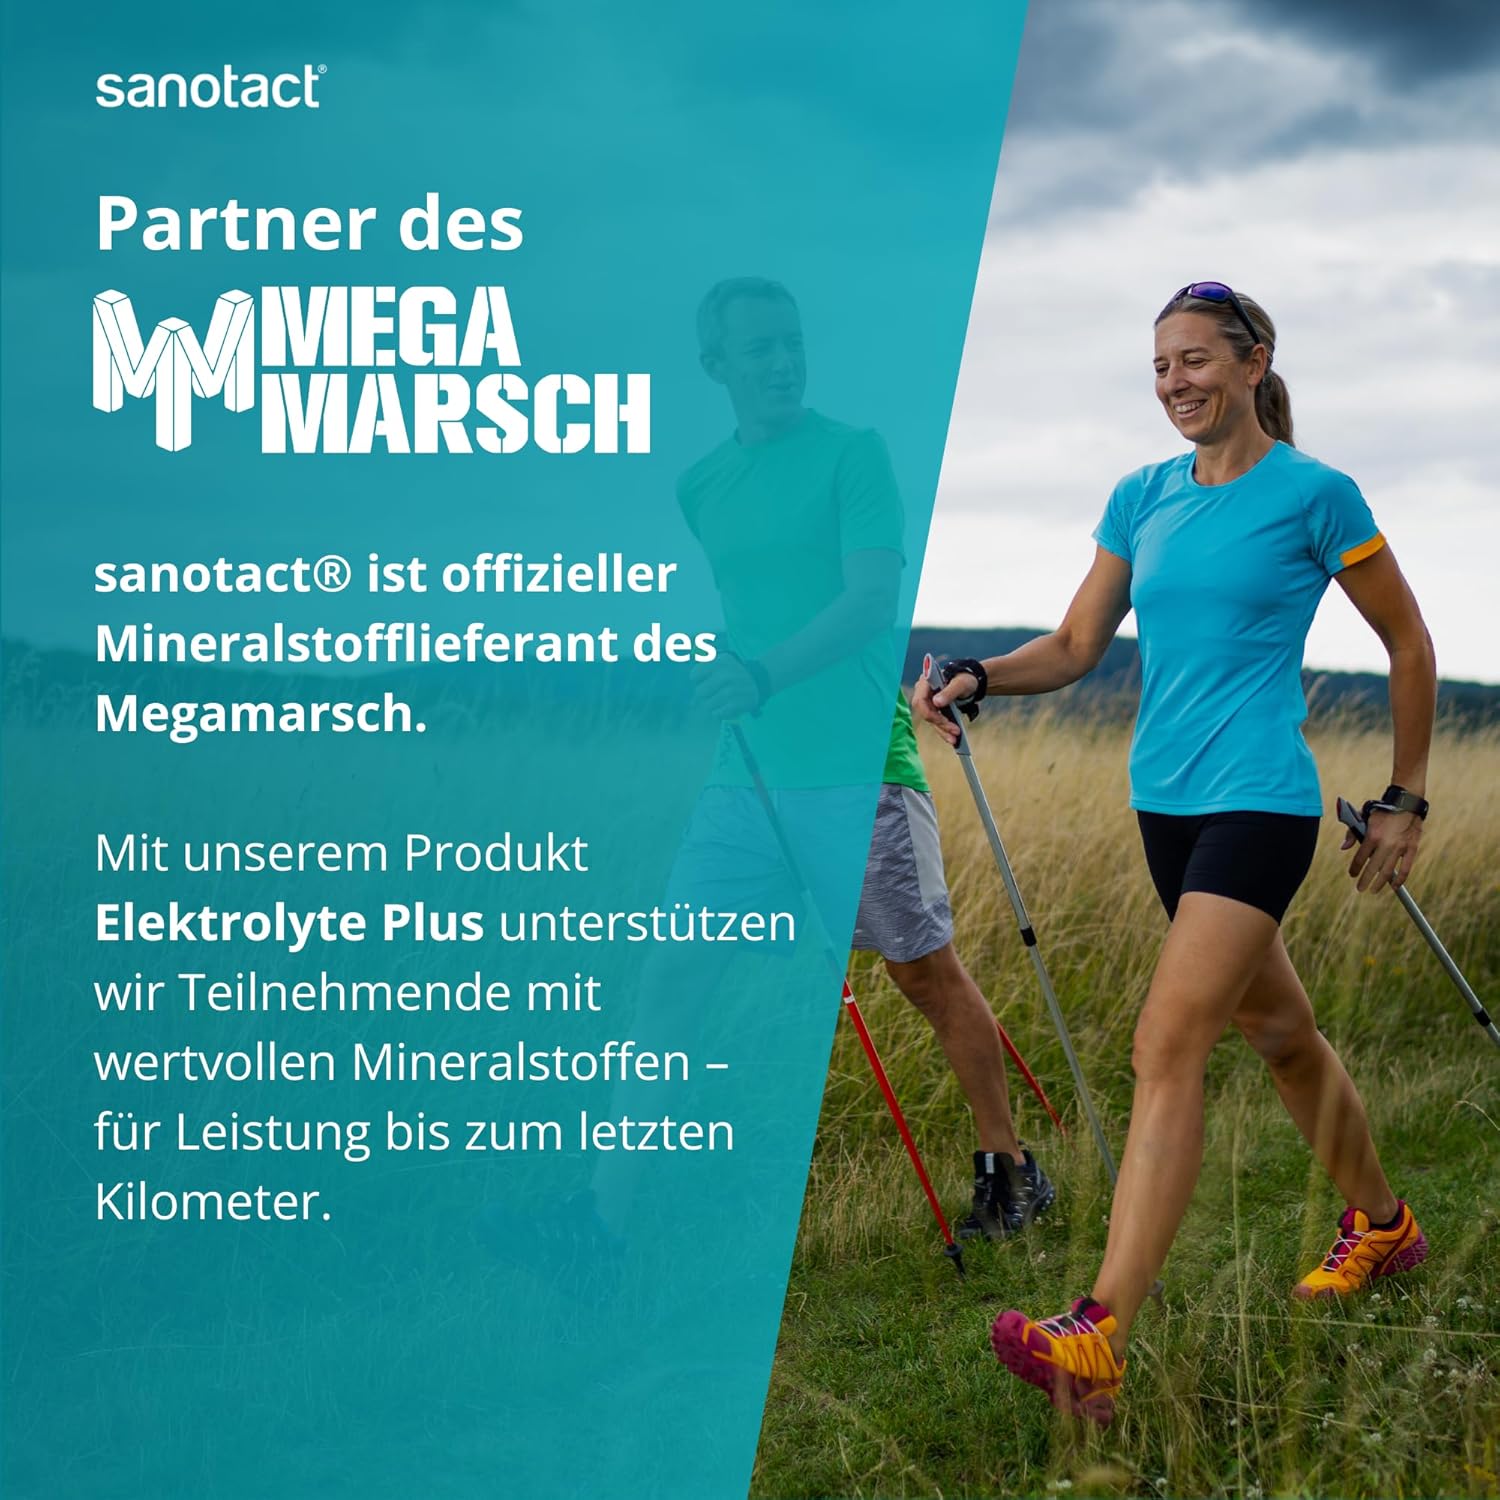 sanotact®
Partner des
MEGA
MARSCH
sanotact® ist offizieller
Mineralstofflieferant des
Megamarsch.
Mit unserem Produkt
Elektrolyte Plus unterstützen
wir Teilnehmende mit
wertvollen Mineralstoffen –
für Leistung bis zum letzten
Kilometer.